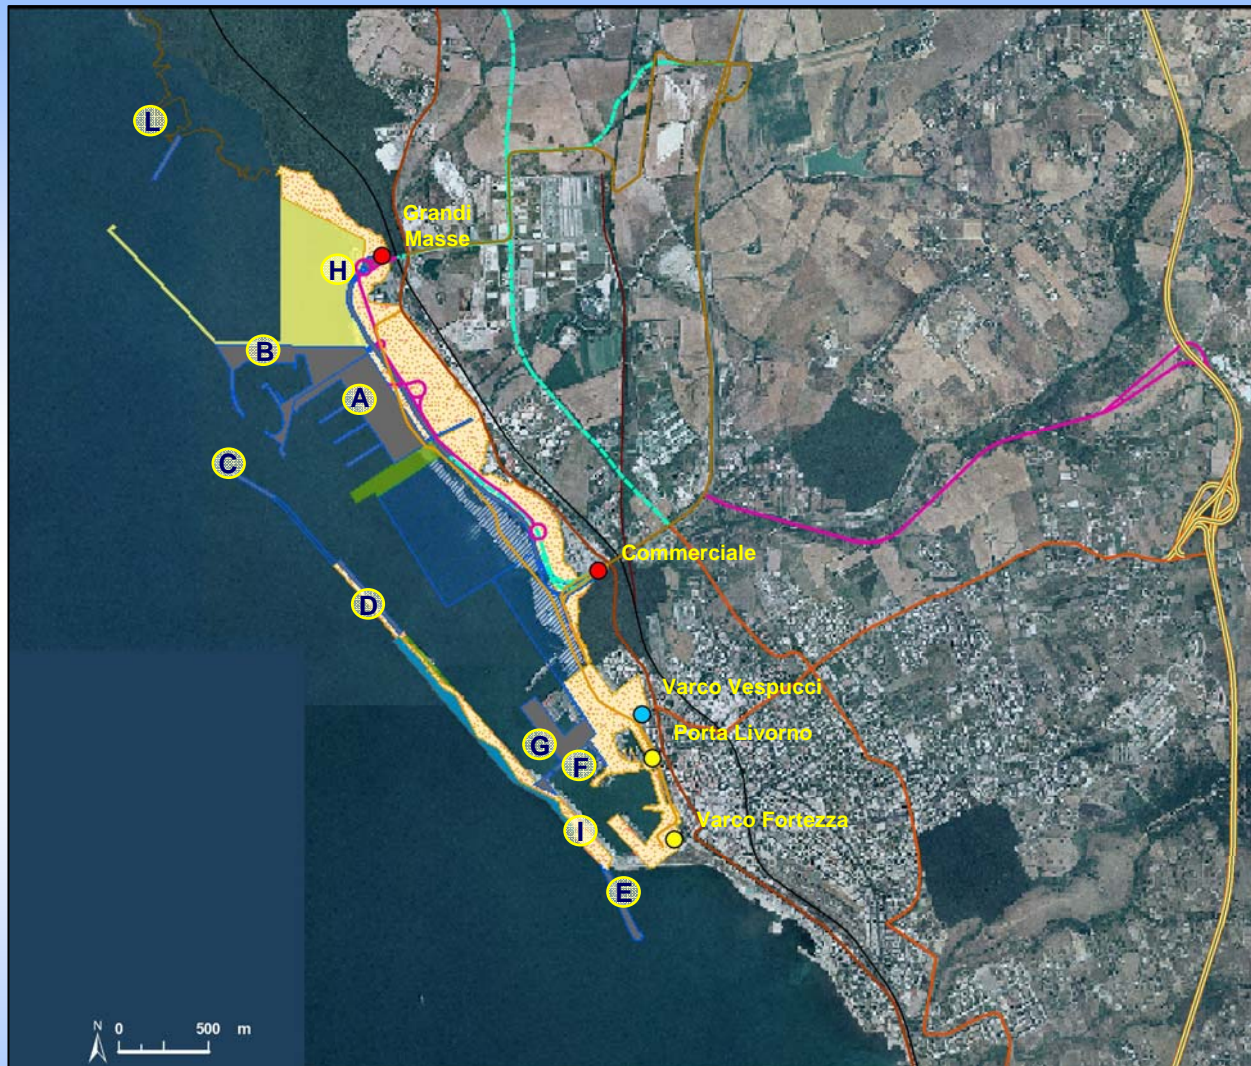 L
Grandi
Masse
H
B
A
C
Commerciale
D
Varco Vespucci
Porta Livorno
G
F
Varco Fortezza
I
E
N 0 500 m